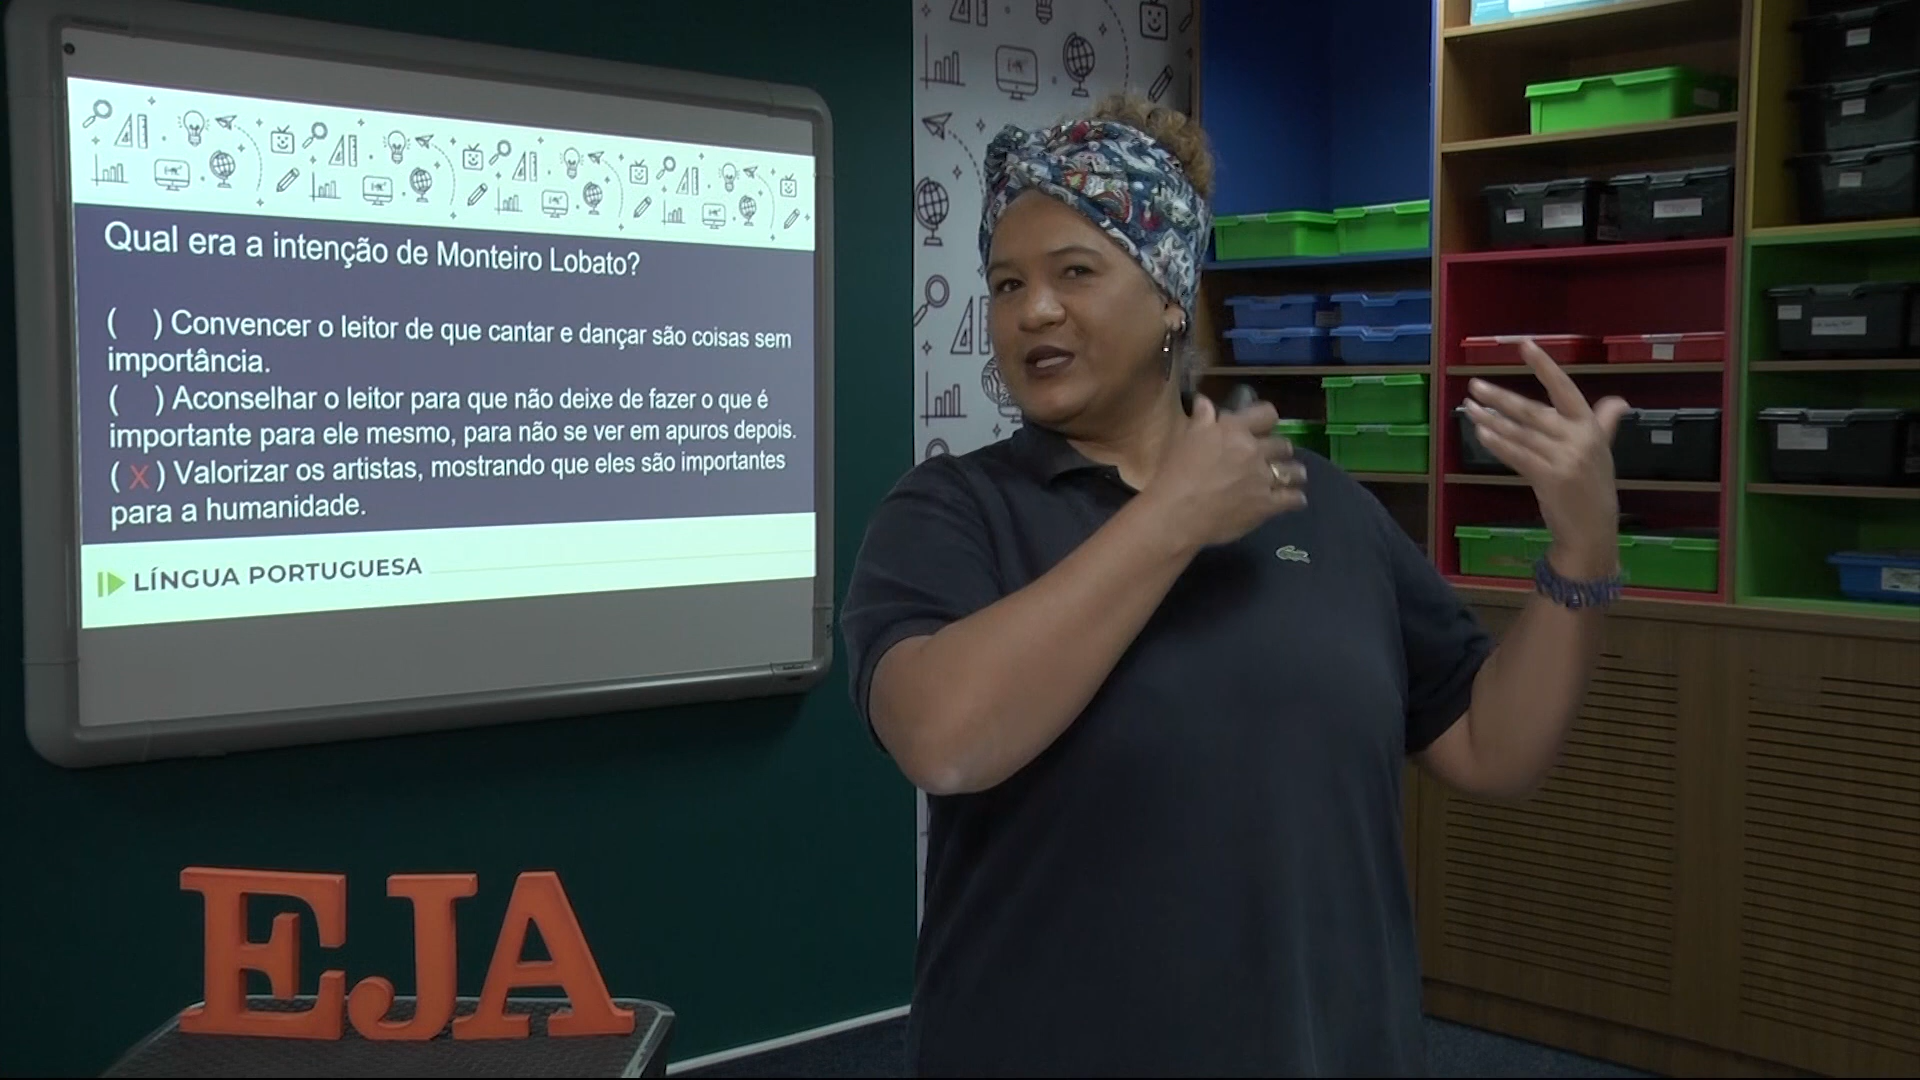 Qual era a intenção de Monteiro Lobato?
( ) Convencer o leitor de que cantar e dançar são coisas sem
importância.
( ) Aconselhar o leitor para que não deixe de fazer o que é
importante para ele mesmo, para não se ver em apuros depois.
( X ) Valorizar os artistas, mostrando que eles são importantes
para a humanidade.
LÍNGUA PORTUGUESA
EJA